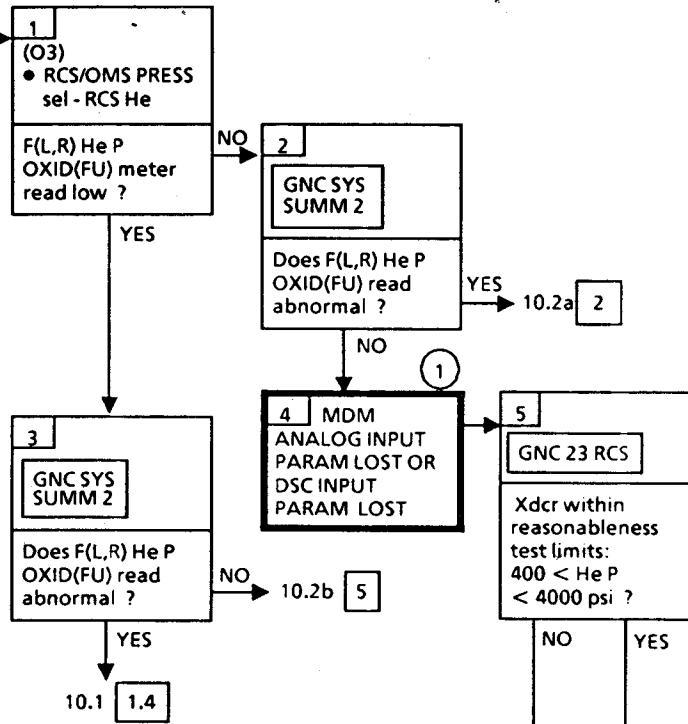 1
(O3)
• RCS/OMS PRESS
sel - RCS He
F(L,R) He P
OXID(FU) meter
read low ?
NO
YES
2
GNC SYS
SUMM 2
Does F(L,R) He P
OXID(FU) read
abnormal ?
YES
10.2a 2
NO
1
3
GNC SYS
SUMM 2
Does F(L,R) He P
OXID(FU) read
abnormal ?
NO
10.2b 5
YES
10.1 1.4
4 MDM
ANALOG INPUT
PARAM LOST OR
DSC INPUT
PARAM LOST
5
GNC 23 RCS
Xdcr within
reasonableness
test limits:
400 < He P
< 4000 psi ?
NO
YES